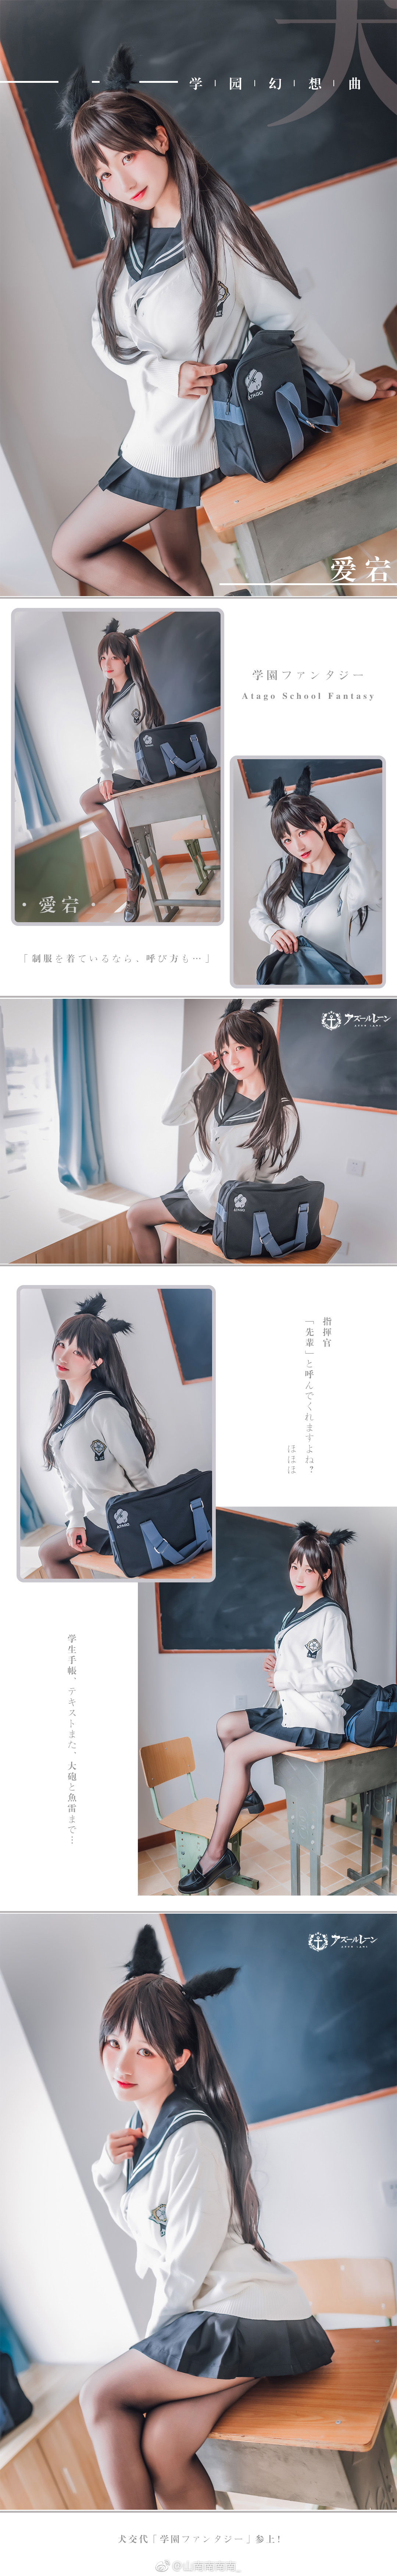 犬
学园幻想曲
ATAGO
爱宕
学園ファンタジー
Atago School Fantasy
ATAGO
・愛宕・
「制服を着ているなら、呼び方も…」
アズールレーン
ATAGO
指揮官
「先輩」と呼んでくれますよね?
ほほほ
ATAGO
学生手帳、テキストまた、大砲と魚雷まで…
アズールレーン
犬交代「学園ファンタジー」参上!